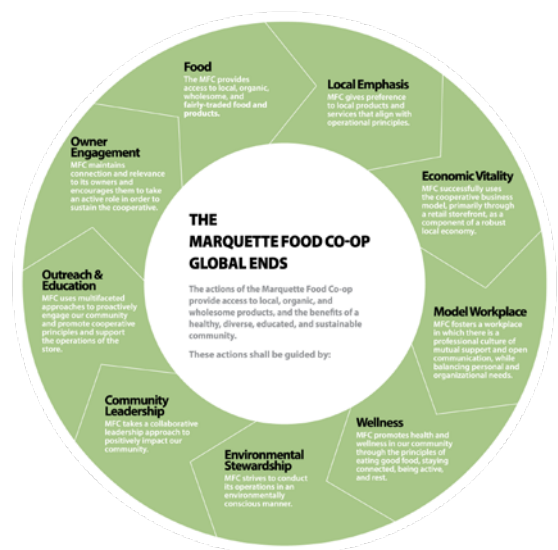 THE
MARQUETTE FOOD CO-OP
GLOBAL ENDS
The actions of the Marquette Food Co-op
provide access to local, organic, and
wholesome products, and the benefits of a
healthy, diverse, educated, and sustainable
community.
These actions shall be guided by:
Food
The MFC provides
access to local, organic,
wholesome, and
fairly-traded food and
products.
Local Emphasis
MFC gives preference
to local products and
services that align with
operational principles.
Economic Vitality
MFC successfully uses
the cooperative business
model, primarily through
a retail storefront, as a
component of a robust
local economy.
Model Workplace
MFC fosters a workplace
in which there is a
professional culture of
mutual support and open
communication, while
balancing personal and
organizational needs.
Wellness
MFC promotes health and
wellness in our community
through the principles of
eating good food, staying
connected, being active,
and rest.
Environmental
Stewardship
MFC strives to conduct
its operations in an
environmentally
conscious manner.
Community
Leadership
MFC takes a collaborative
leadership approach to
positively impact our
community.
Outreach &
Education
MFC uses multifaceted
approaches to proactively
engage our community
and promote cooperative
principles and support
the operations of the
store.
Owner
Engagement
MFC maintains
connection and relevance
to its owners and
encourages them to take
an active role in order to
sustain the cooperative.